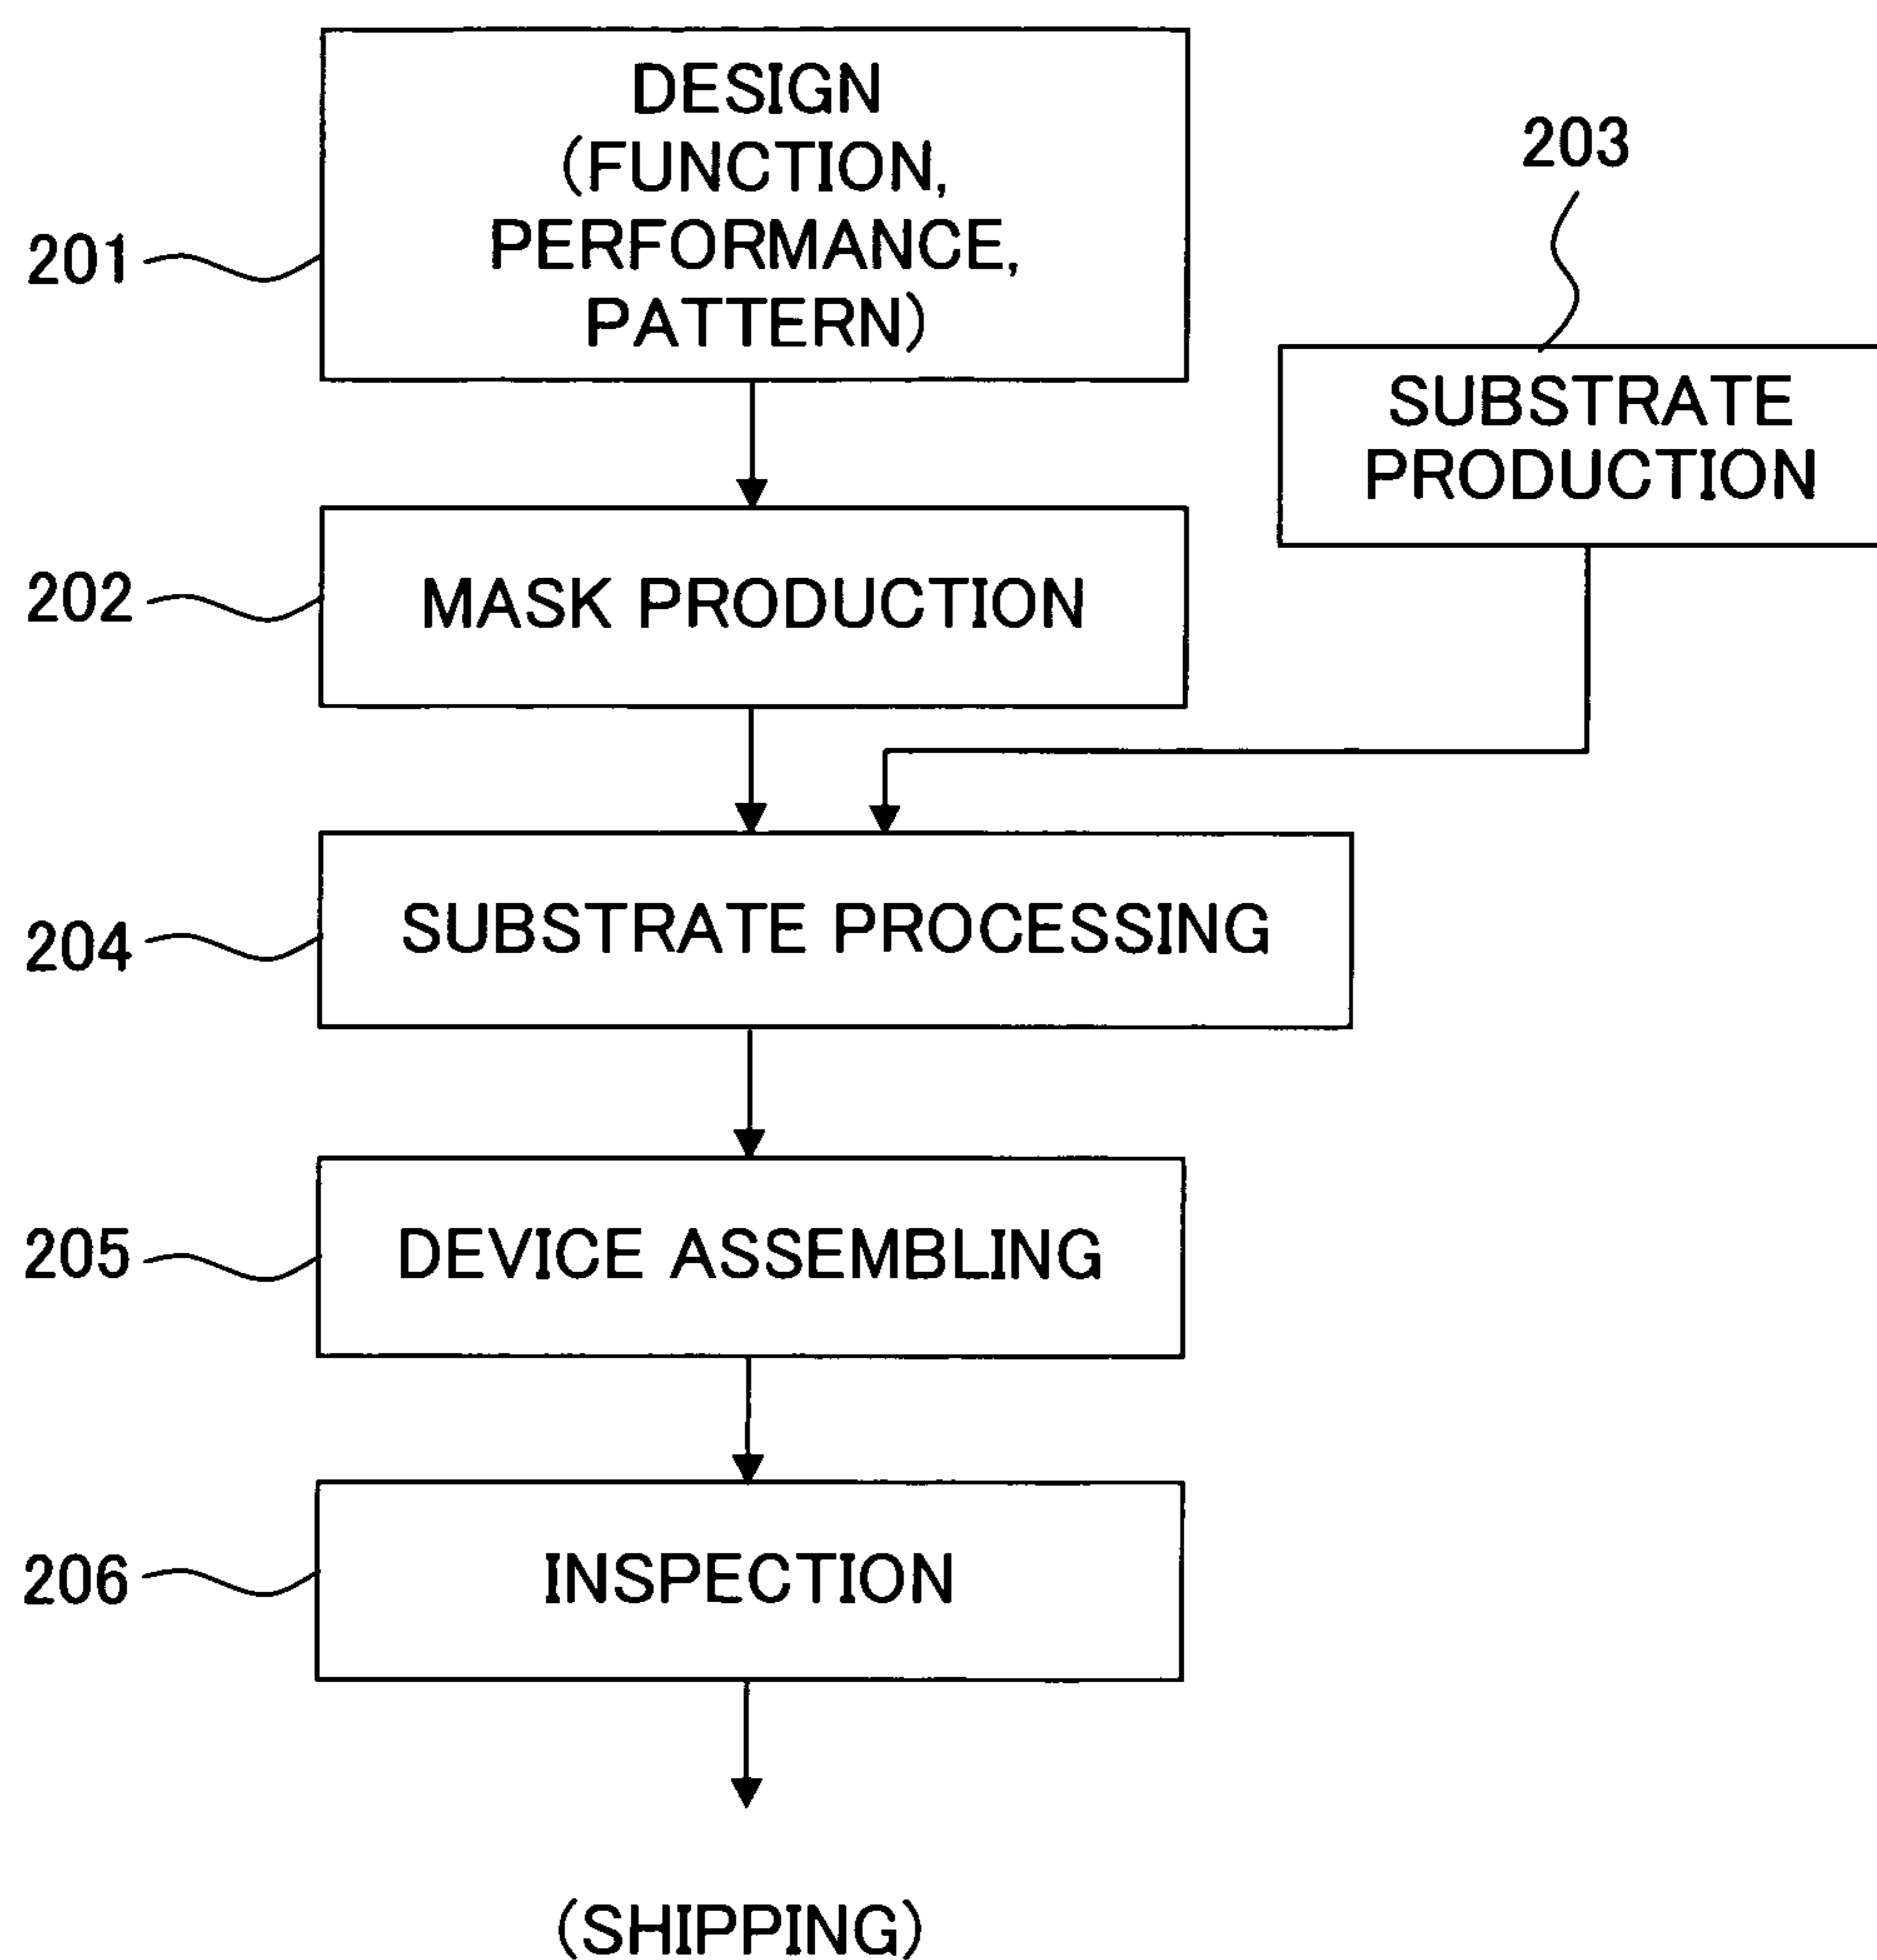 DESIGN
(FUNCTION,
PERFORMANCE,
PATTERN)
201
203
SUBSTRATE
PRODUCTION
202
MASK PRODUCTION
204
SUBSTRATE PROCESSING
205
DEVICE ASSEMBLING
206
INSPECTION
(SHIPPING)